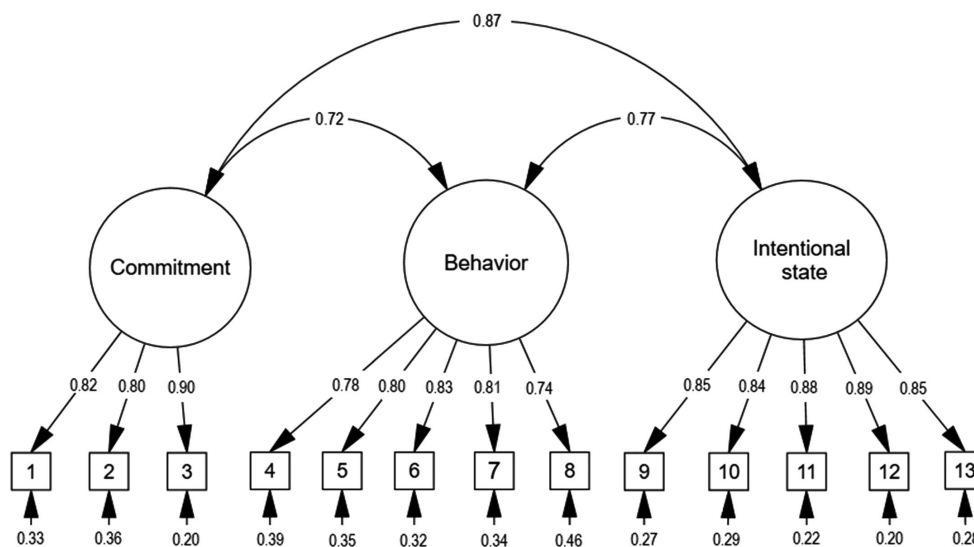 0.87
0.72
0.77
Commitment
Behavior
Intentional
state
0.82 0.80 0.90 0.78 0.80 0.83 0.81 0.74 0.85 0.84 0.88 0.89 0.85
1 2 3 4 5 6 7 8 9 10 11 12 13
0.33 0.36 0.20 0.39 0.35 0.32 0.34 0.46 0.27 0.29 0.22 0.20